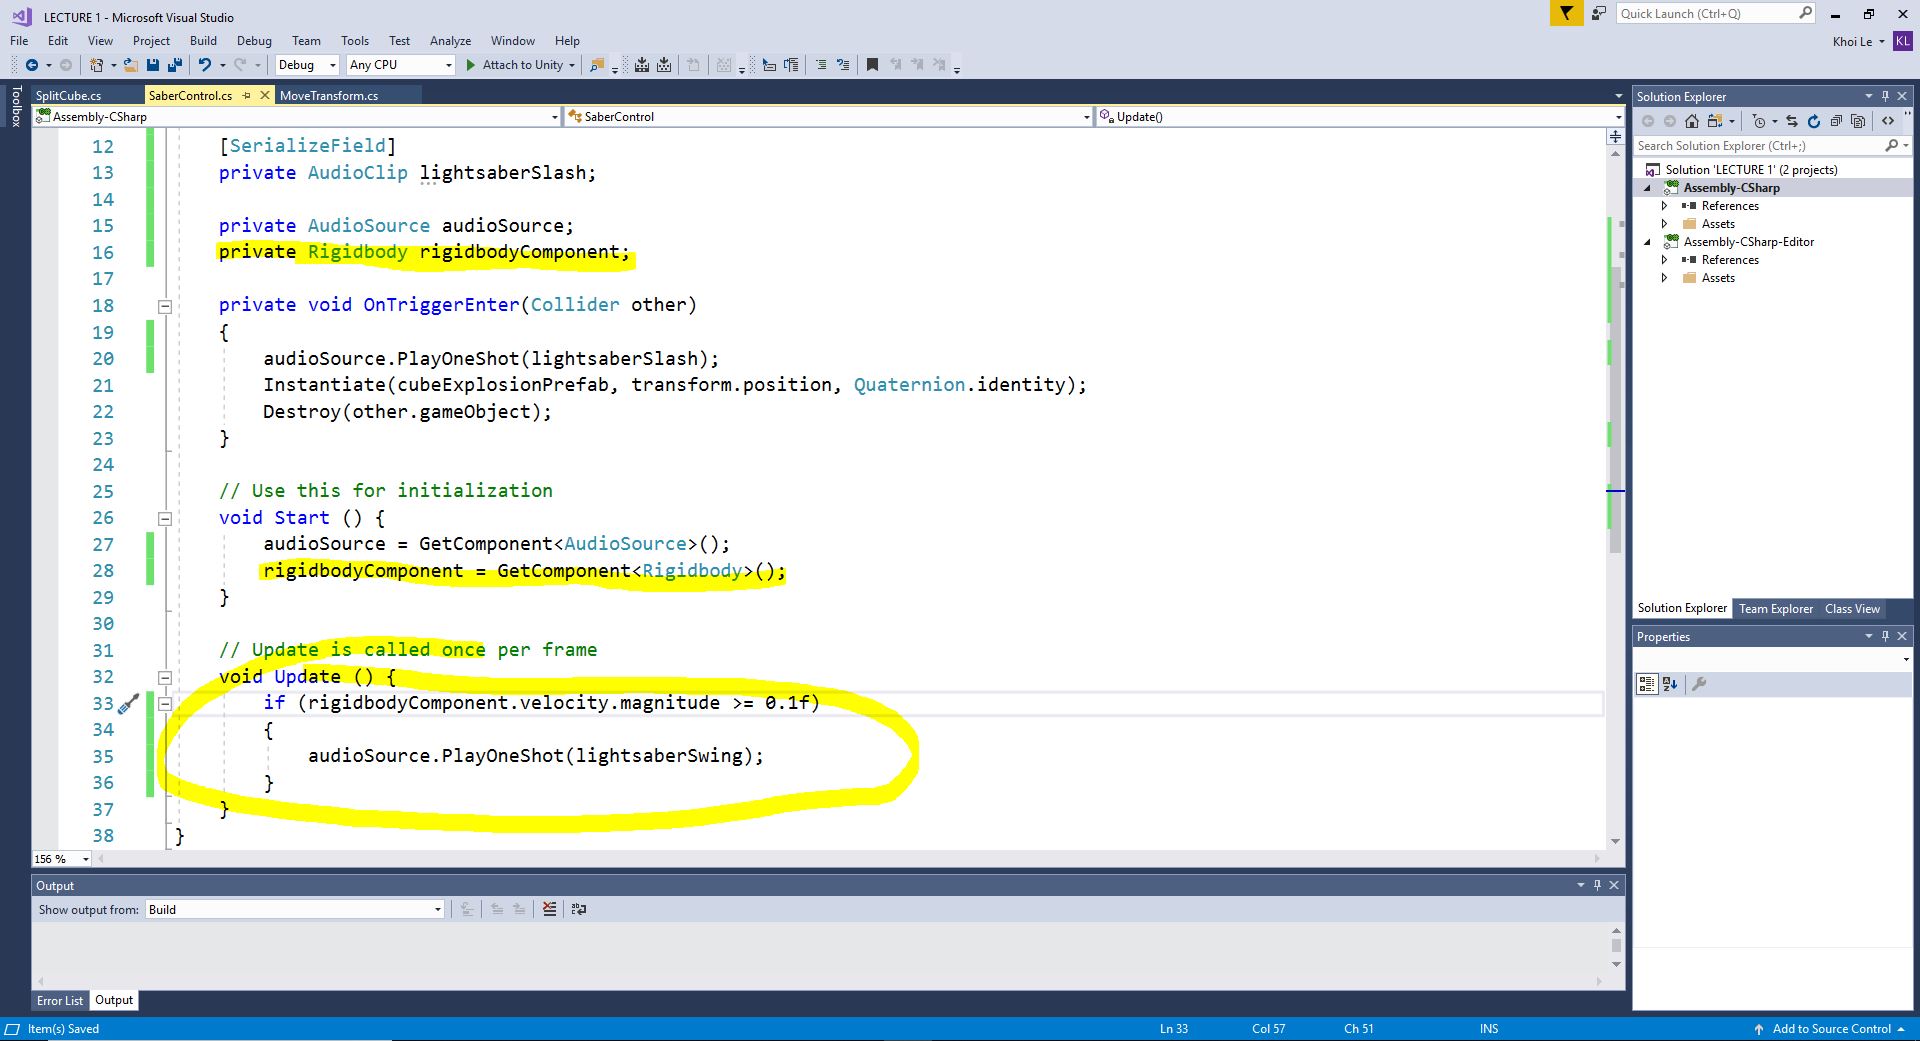 LECTURE 1 - Microsoft Visual Studio
Quick Launch (Ctrl+Q)
File Edit View Project Build Debug Team Tools Test Analyze Window Help
Khoi Le KL
Debug Any CPU Attach to Unity
Toolbox
SplitCube.cs SaberControl.cs MoveTransform.cs
Assembly-CSharp SaberControl Update()
12 [SerializeField]
13 private AudioClip lightsaberSlash;
14
15 private AudioSource audioSource;
16 private Rigidbody rigidbodyComponent;
17
18 private void OnTriggerEnter(Collider other)
19 {
20 audioSource.PlayOneShot(lightsaberSlash);
21 Instantiate(cubeExplosionPrefab, transform.position, Quaternion.identity);
22 Destroy(other.gameObject);
23 }
24
25 // Use this for initialization
26 void Start () {
27 audioSource = GetComponent<AudioSource>();
28 rigidbodyComponent = GetComponent<Rigidbody>();
29 }
30
31 // Update is called once per frame
32 void Update () {
33 if (rigidbodyComponent.velocity.magnitude >= 0.1f)
34 {
35 audioSource.PlayOneShot(lightsaberSwing);
36 }
37 }
38 }
156 %
Output
Show output from: Build
Error List Output
Solution Explorer
Search Solution Explorer (Ctrl+;)
Solution 'LECTURE 1' (2 projects)
Assembly-CSharp
References
Assets
Assembly-CSharp-Editor
References
Assets
Solution Explorer Team Explorer Class View
Properties
Item(s) Saved Ln 33 Col 57 Ch 51 INS Add to Source Control